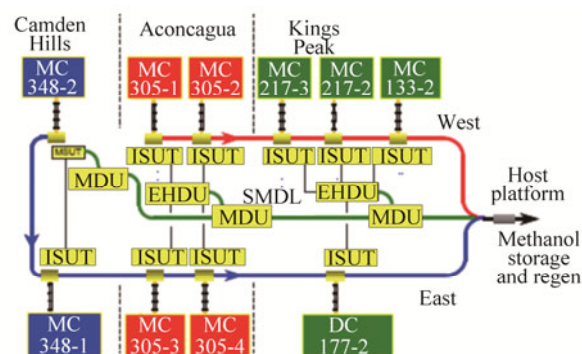 Camden
Hills
Aconcagua
Kings
Peak
MC
348-2
MC
305-1
MC
305-2
MC
217-3
MC
217-2
MC
133-2
West
ISUT
ISUT
ISUT
ISUT
ISUT
MSUT
MDU
EHDU
SMDL
EHDU
MDU
MDU
Host
platform
Methanol
storage
and regen
ISUT
ISUT
ISUT
ISUT
East
MC
348-1
MC
305-3
MC
305-4
DC
177-2